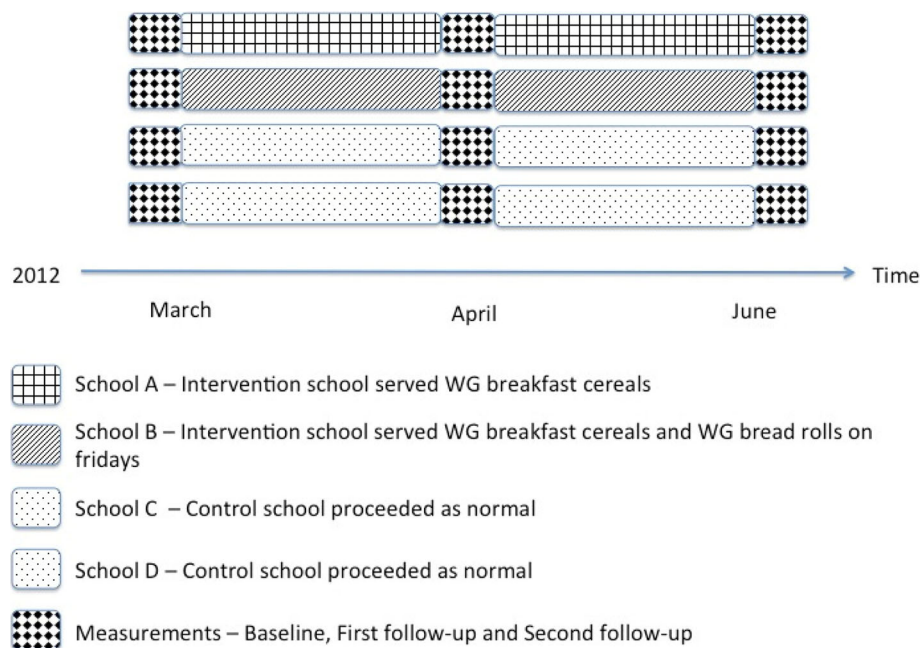 2012
Time
March
April
June
School A – Intervention school served WG breakfast cereals
School B – Intervention school served WG breakfast cereals and WG bread rolls on
fridays
School C – Control school proceeded as normal
School D – Control school proceeded as normal
Measurements – Baseline, First follow-up and Second follow-up